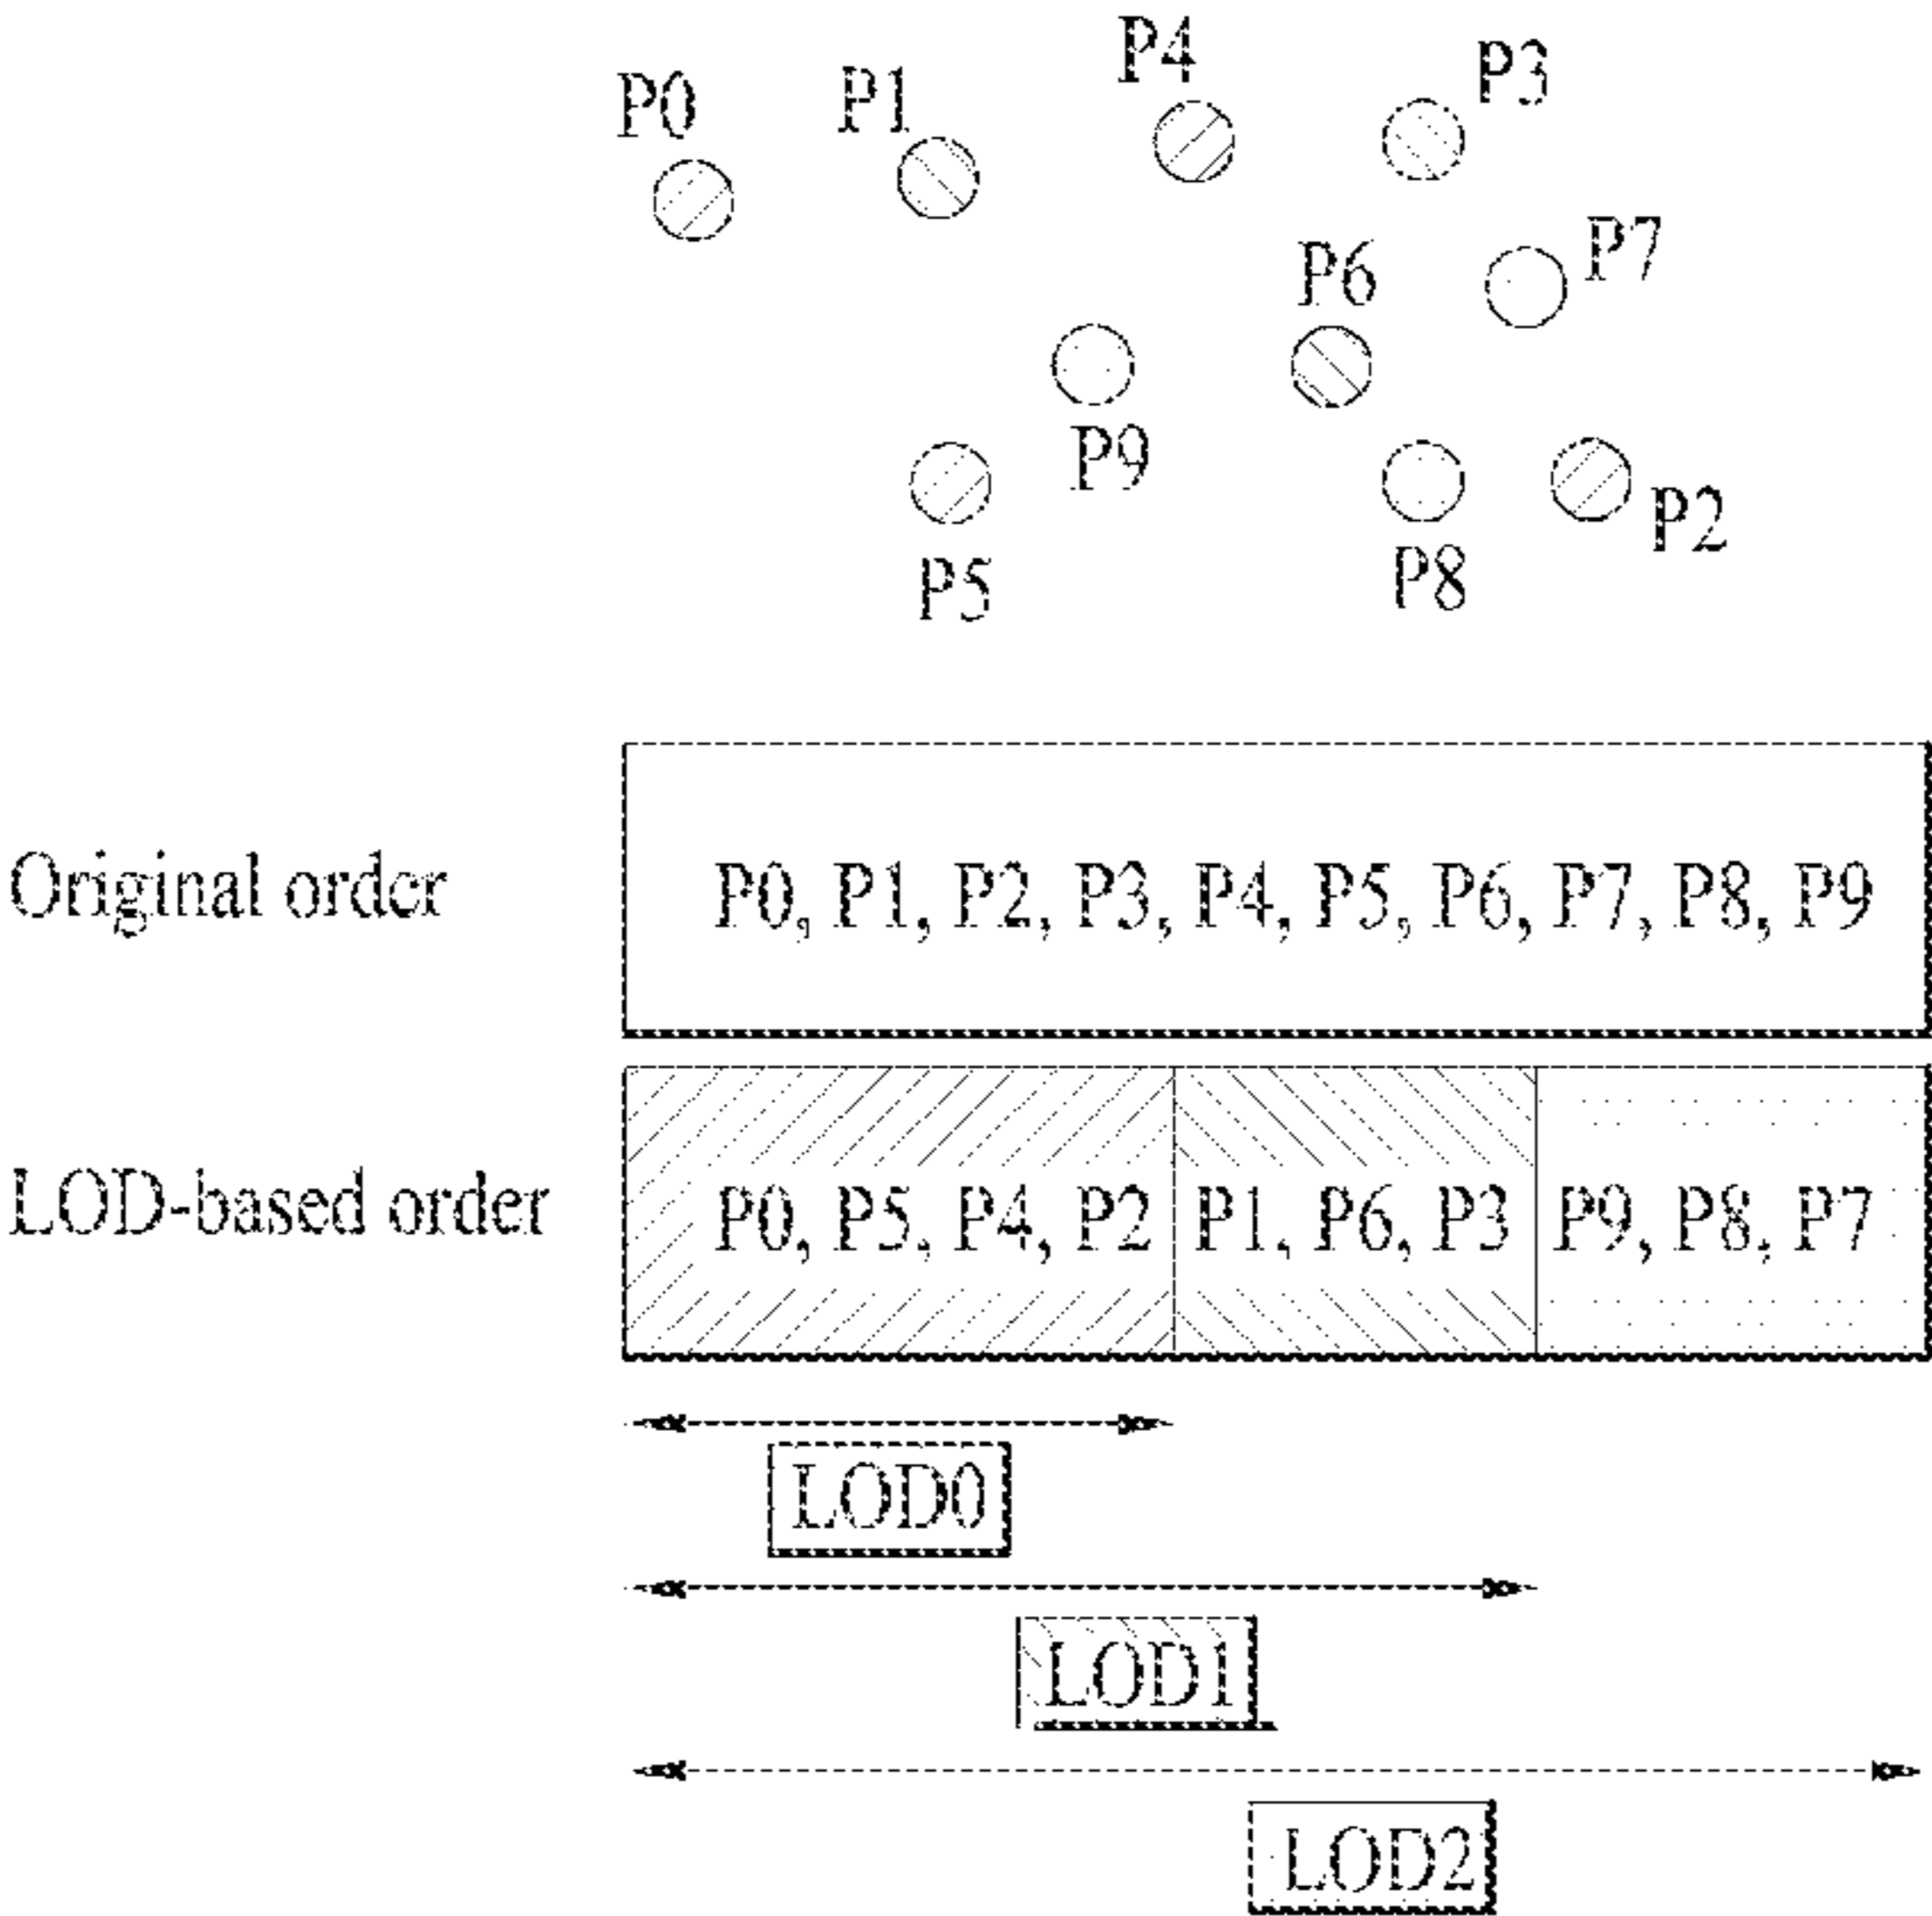 P4
P3
P0
P1
P7
P6
P9
P2
P5
P8
Original order
P0, P1, P2, P3, P4, P5, P6, P7, P8, P9
LOD-based order
P0, P5, P4, P2, P1, P6, P3, P9, P8, P7
LOD0
LOD1
LOD2